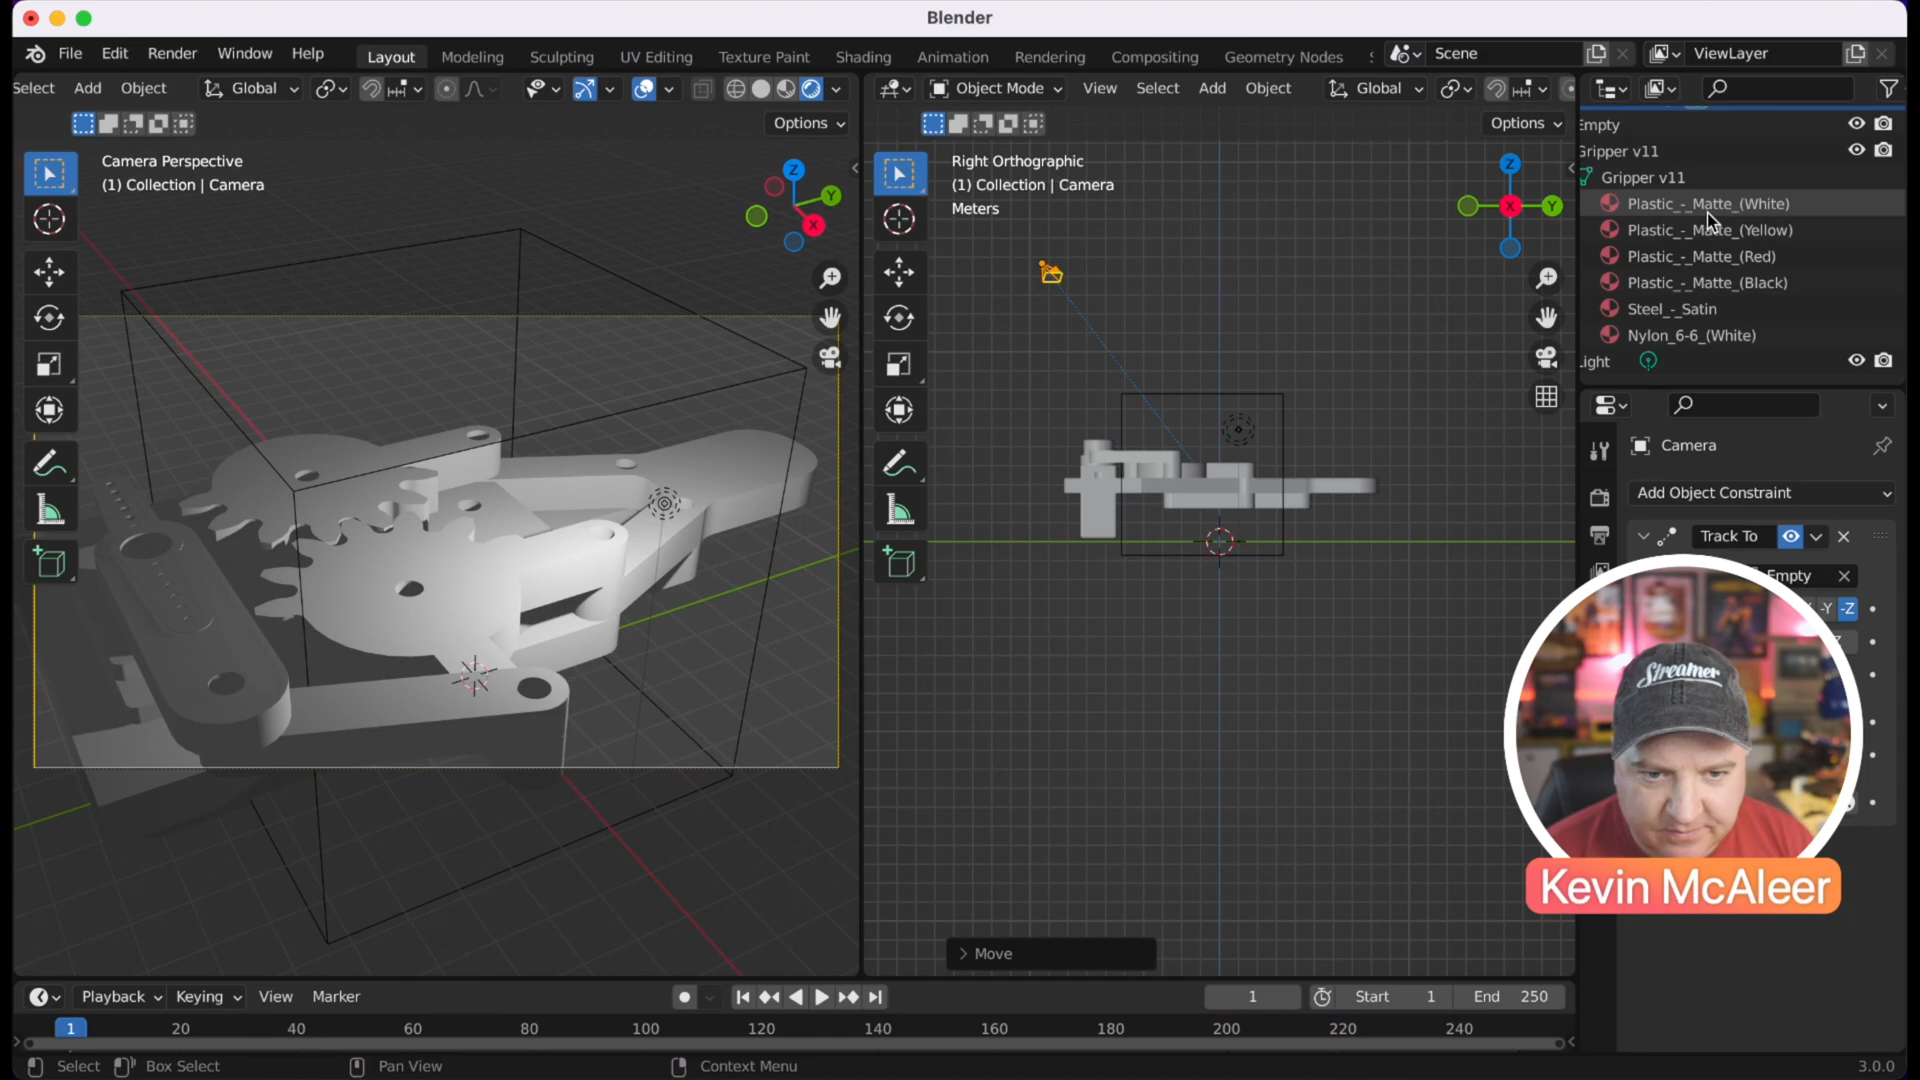 Blender
File Edit Render Window Help Layout Modeling Sculpting UV Editing Texture Paint Shading Animation Rendering Compositing Geometry Nodes Scene ViewLayer
Select Add Object Global Object Mode View Select Add Object Global
Options Options
Camera Perspective
(1) Collection | Camera
Z
Y
X
Right Orthographic
(1) Collection | Camera
Meters
Z
X
Y
Empty
Gripper v11
Gripper v11
Plastic_-_Matte_(White)
Plastic_-_Matte_(Yellow)
Plastic_-_Matte_(Red)
Plastic_-_Matte_(Black)
Steel_-_Satin
Nylon_6-6_(White)
Light
Camera
Add Object Constraint
Track To
Empty
-Y -Z
Z
Streamer
Kevin McAleer
> Move
Playback Keying View Marker 1 Start 1 End 250
1 20 40 60 80 100 120 140 160 180 200 220 240
Select Box Select Pan View Context Menu 3.0.0